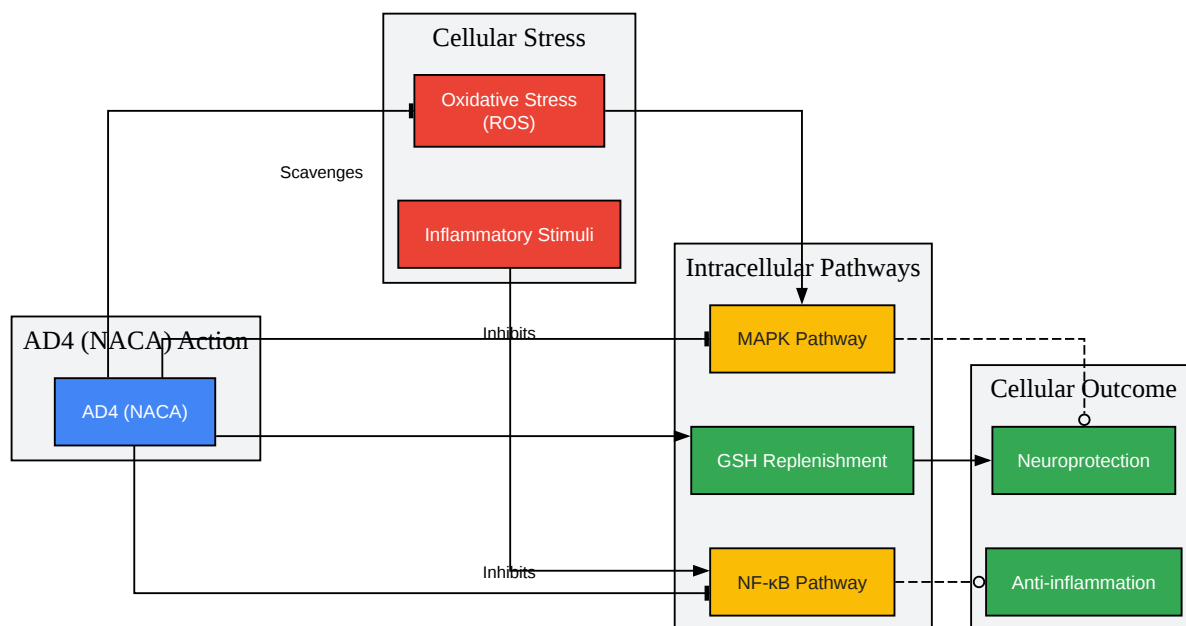 Cellular Stress
Oxidative Stress
(ROS)
Scavenges
Inflammatory Stimuli
Intracellular Pathways
AD4 (NACA) Action
Inhibits
MAPK Pathway
Cellular Outcome
AD4 (NACA)
GSH Replenishment
Neuroprotection
Inhibits
NF-κB Pathway
Anti-inflammation